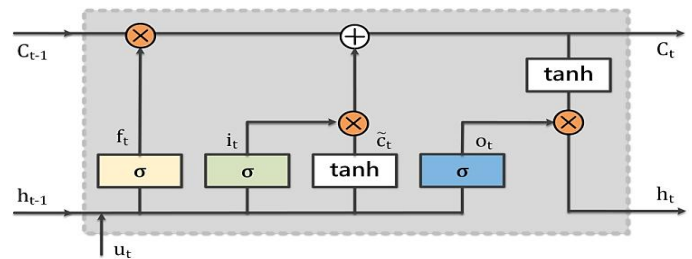 C_{t-1}
C_t
tanh
f_t
i_t
c̃_t
o_t
σ
σ
tanh
σ
h_{t-1}
h_t
u_t